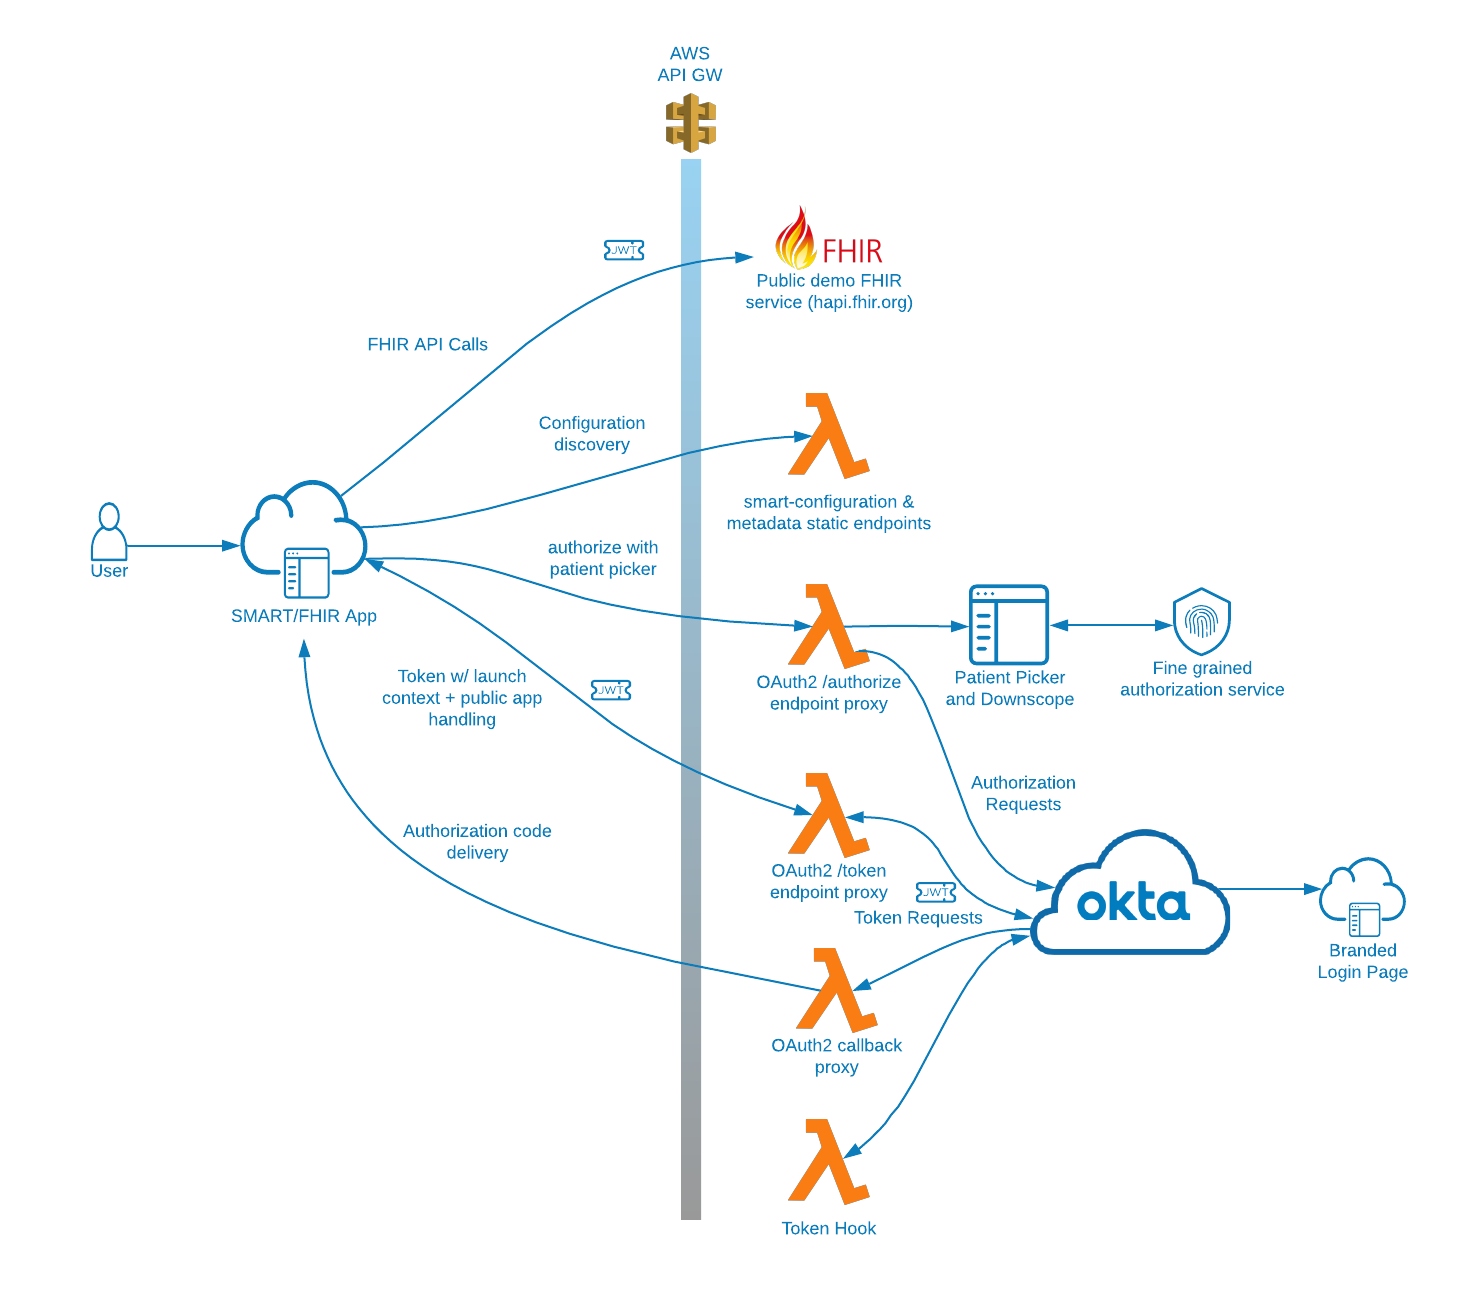 AWS
API GW
JWT
FHIR
Public demo FHIR
service (hapi.fhir.org)
FHIR API Calls
Configuration
discovery
smart-configuration &
metadata static endpoints
User
SMART/FHIR App
authorize with
patient picker
OAuth2 /authorize
endpoint proxy
Patient Picker
and Downscope
Fine grained
authorization service
Token w/ launch
context + public app
handling
JWT
Authorization
Requests
Authorization code
delivery
OAuth2 /token
endpoint proxy
JWT
Token Requests
okta
Branded
Login Page
OAuth2 callback
proxy
Token Hook